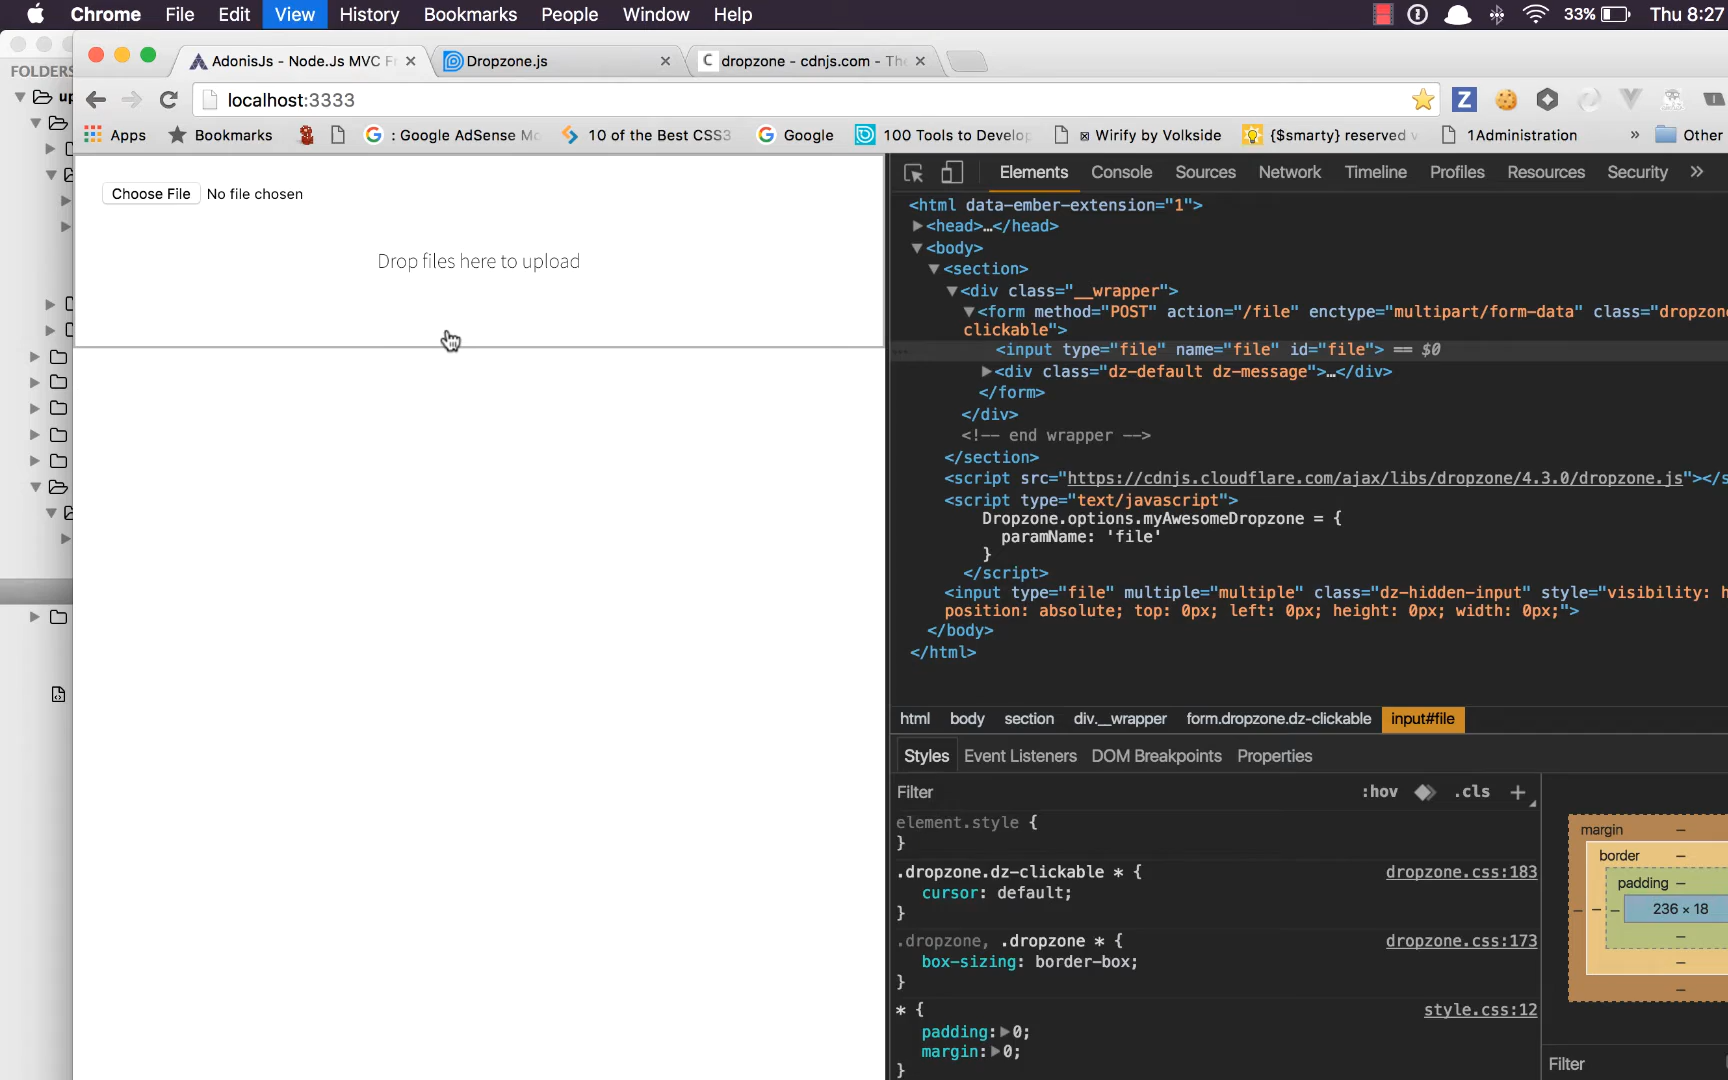 Chrome File Edit View History Bookmarks People Window Help 33% Thu 8:27
FOLDERS
AdonisJs - Node.Js MVC Fr
Dropzone.js
dropzone - cdnjs.com - The
localhost:3333
up
Apps Bookmarks : Google AdSense Mo 10 of the Best CSS3 Google 100 Tools to Develop Wirify by Volkside {$smarty} reserved v 1Administration » Other
Choose File No file chosen
Drop files here to upload
Elements Console Sources Network Timeline Profiles Resources Security »
<html data-ember-extension="1">
<head>…</head>
<body>
<section>
<div class="__wrapper">
<form method="POST" action="/file" enctype="multipart/form-data" class="dropzon
clickable">
<input type="file" name="file" id="file"> == $0
<div class="dz-default dz-message">…</div>
</form>
</div>
<!-- end wrapper -->
</section>
<script src="https://cdnjs.cloudflare.com/ajax/libs/dropzone/4.3.0/dropzone.js"></s
<script type="text/javascript">
Dropzone.options.myAwesomeDropzone = {
paramName: 'file'
}
</script>
<input type="file" multiple="multiple" class="dz-hidden-input" style="visibility: h
position: absolute; top: 0px; left: 0px; height: 0px; width: 0px;">
</body>
</html>
html body section div.__wrapper form.dropzone.dz-clickable input#file
Styles Event Listeners DOM Breakpoints Properties
Filter :hov .cls +
element.style {
}
.dropzone.dz-clickable * { dropzone.css:183
cursor: default;
}
.dropzone, .dropzone * { dropzone.css:173
box-sizing: border-box;
}
* { style.css:12
padding: 0;
margin: 0;
}
margin –
border –
padding –
236 × 18
Filter